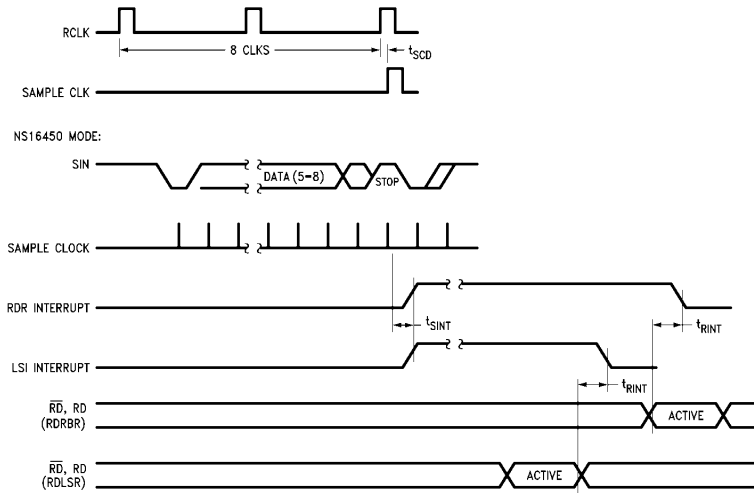 RCLK
8 CLKS
tSCD
SAMPLE CLK
NS16450 MODE:
SIN
DATA (5-8)
STOP
SAMPLE CLOCK
RDR INTERRUPT
tSINT
tRINT
LSI INTERRUPT
tRINT
RD, RD
(RDRBR)
ACTIVE
RD, RD
(RDLSR)
ACTIVE